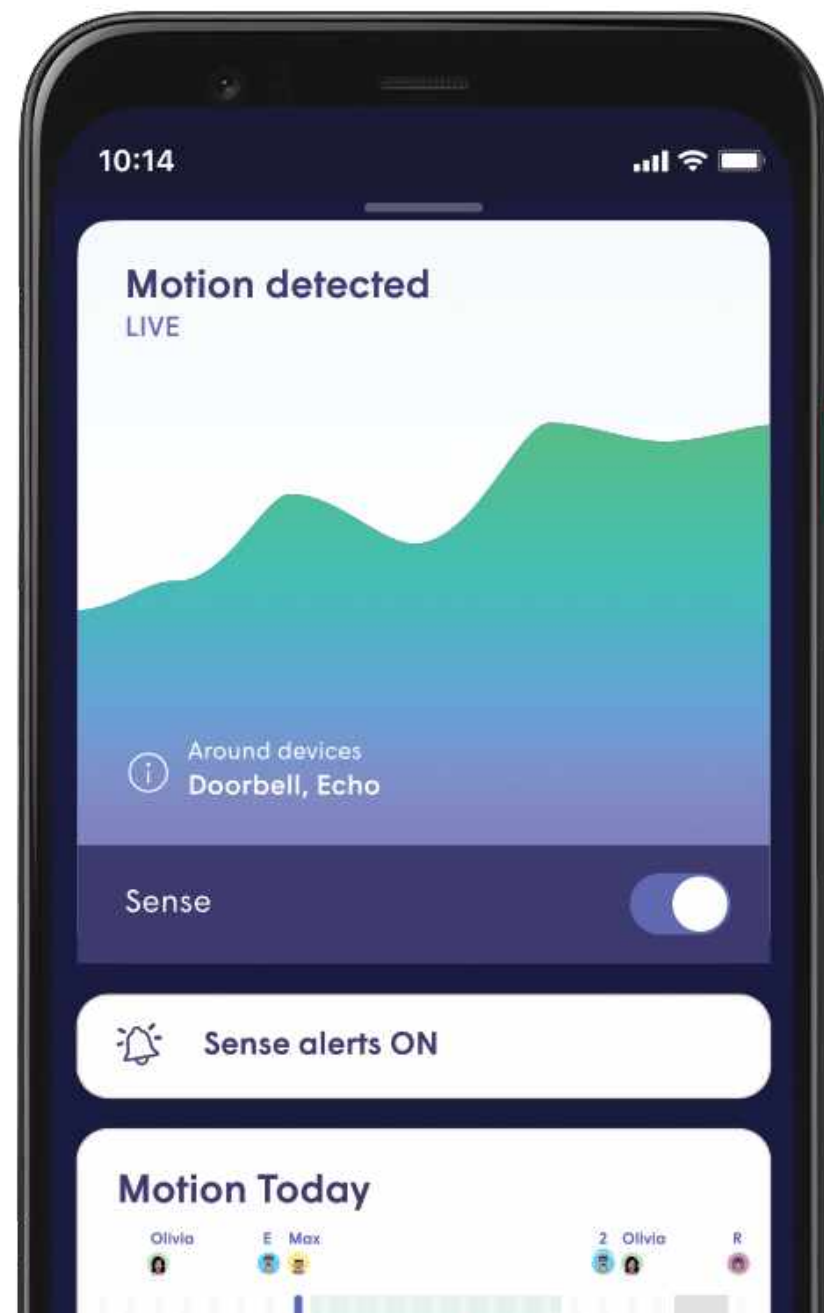 10:14
Motion detected
LIVE
Around devices
Doorbell, Echo
Sense
Sense alerts ON
Motion Today
Olivia E Max 2 Olivia R